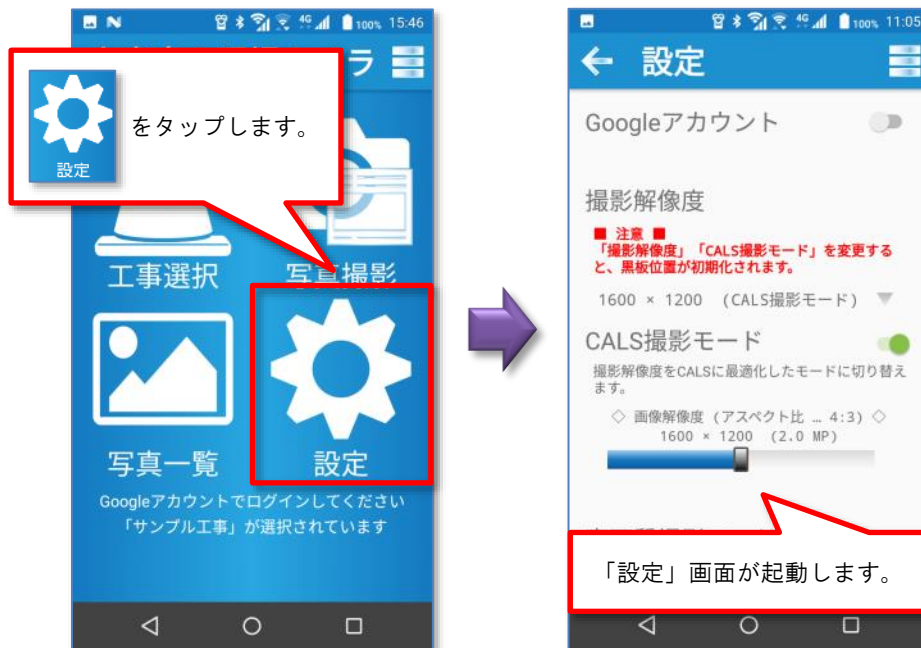 N 4G 100% 15:46
ラ
設定
をタップします。
工事選択 写真撮影
写真一覧 設定
Googleアカウントでログインしてください
「サンプル工事」が選択されています
4G 100% 11:05
設定
Googleアカウント
撮影解像度
■ 注意 ■
「撮影解像度」「CALS撮影モード」を変更する
と、黒板位置が初期化されます。
1600 × 1200 (CALS撮影モード)
CALS撮影モード
撮影解像度をCALSに最適化したモードに切り替え
ます。
◇ 画像解像度 (アスペクト比 … 4:3) ◇
1600 × 1200 (2.0 MP)
「設定」画面が起動します。